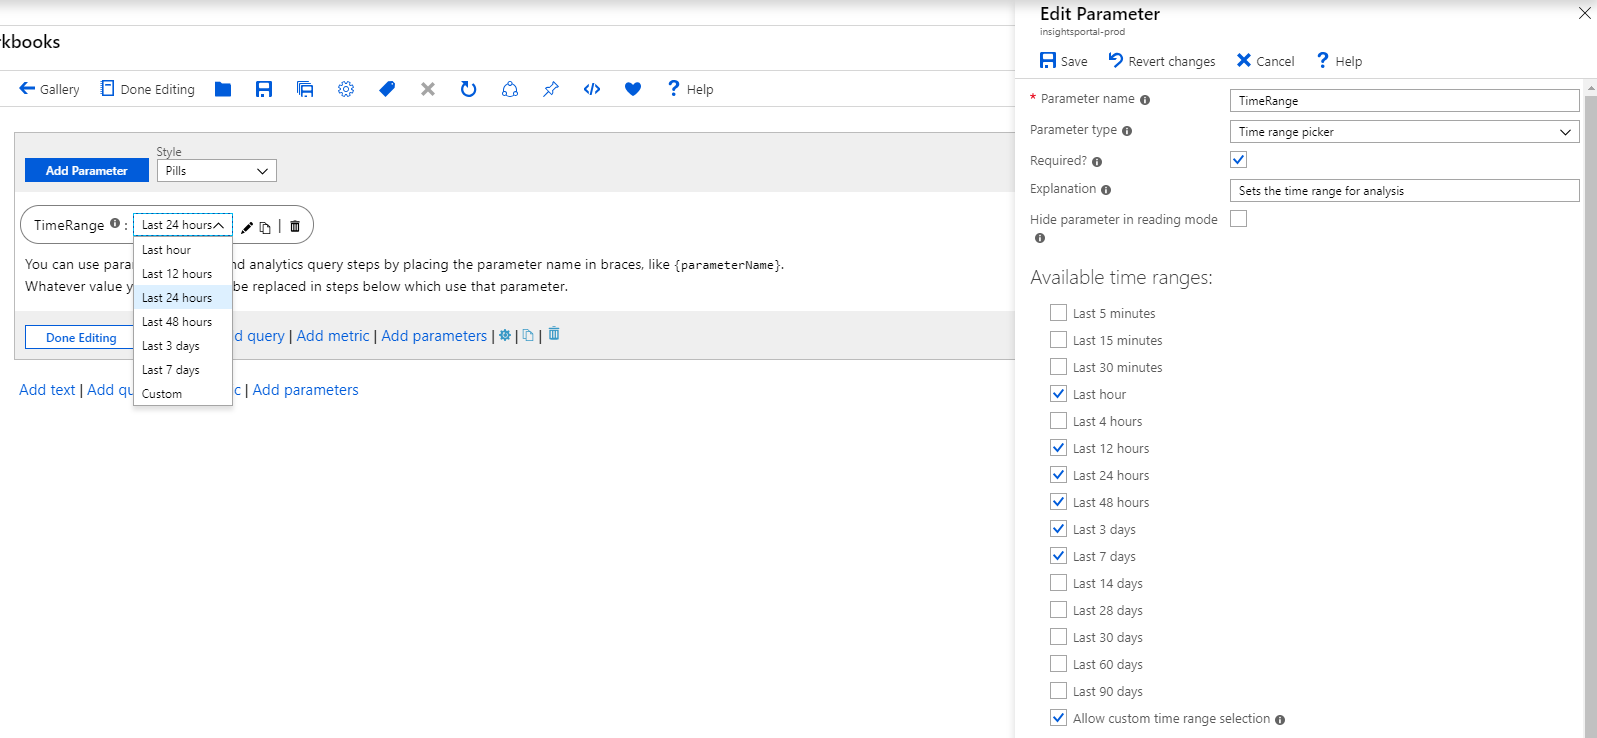 rkbooks
Gallery Done Editing Help
Style
Add Parameter Pills
TimeRange : Last 24 hours |
Last hour
Last 12 hours
Last 24 hours
Last 48 hours
Last 3 days
Last 7 days
Custom
You can use para nd analytics query steps by placing the parameter name in braces, like {parameterName}.
Whatever value y be replaced in steps below which use that parameter.
Done Editing d query | Add metric | Add parameters | | |
Add text | Add qu c | Add parameters
Edit Parameter
insightsportal-prod
Save Revert changes Cancel ? Help
* Parameter name TimeRange
Parameter type Time range picker
Required?
Explanation Sets the time range for analysis
Hide parameter in reading mode
Available time ranges:
Last 5 minutes
Last 15 minutes
Last 30 minutes
Last hour
Last 4 hours
Last 12 hours
Last 24 hours
Last 48 hours
Last 3 days
Last 7 days
Last 14 days
Last 28 days
Last 30 days
Last 60 days
Last 90 days
Allow custom time range selection